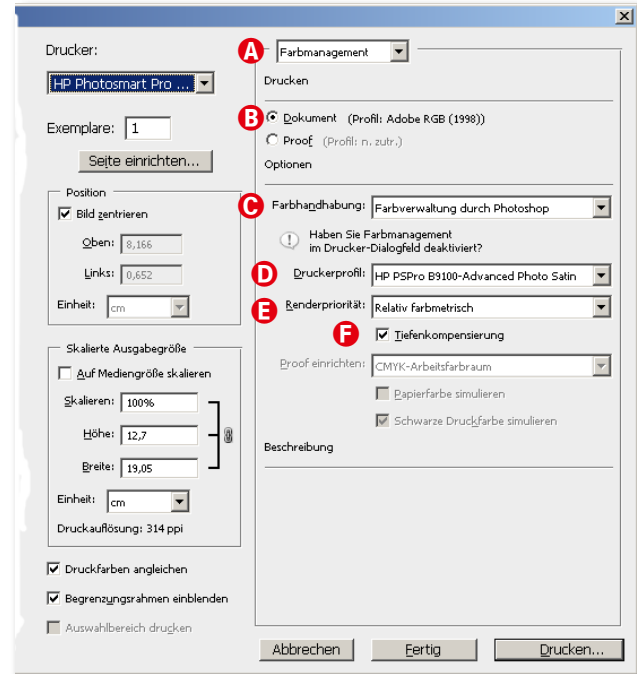 Drucker:
HP Photosmart Pro ...
Exemplare: 1
Seite einrichten...
Position
Bild zentrieren
Oben: 8,166
Links: 0,652
Einheit: cm
Skalierte Ausgabegröße
Auf Mediengröße skalieren
Skalieren: 100%
Höhe: 12,7
Breite: 19,05
Einheit: cm
Druckauflösung: 314 ppi
Druckfarben angleichen
Begrenzungsrahmen einblenden
Auswahlbereich drucken
A Farbmanagement
Drucken
B Dokument (Profil: Adobe RGB (1998))
Proof (Profil: n. zutr.)
Optionen
C Farbhandhabung: Farbverwaltung durch Photoshop
Haben Sie Farbmanagement
im Drucker-Dialogfeld deaktiviert?
D Druckerprofil: HP PSPro B9100-Advanced Photo Satin
E Renderpriorität: Relativ farbmetrisch
F Tiefenkompensierung
Proof einrichten: CMYK-Arbeitsfarbraum
Papierfarbe simulieren
Schwarze Druckfarbe simulieren
Beschreibung
Abbrechen Fertig Drucken...